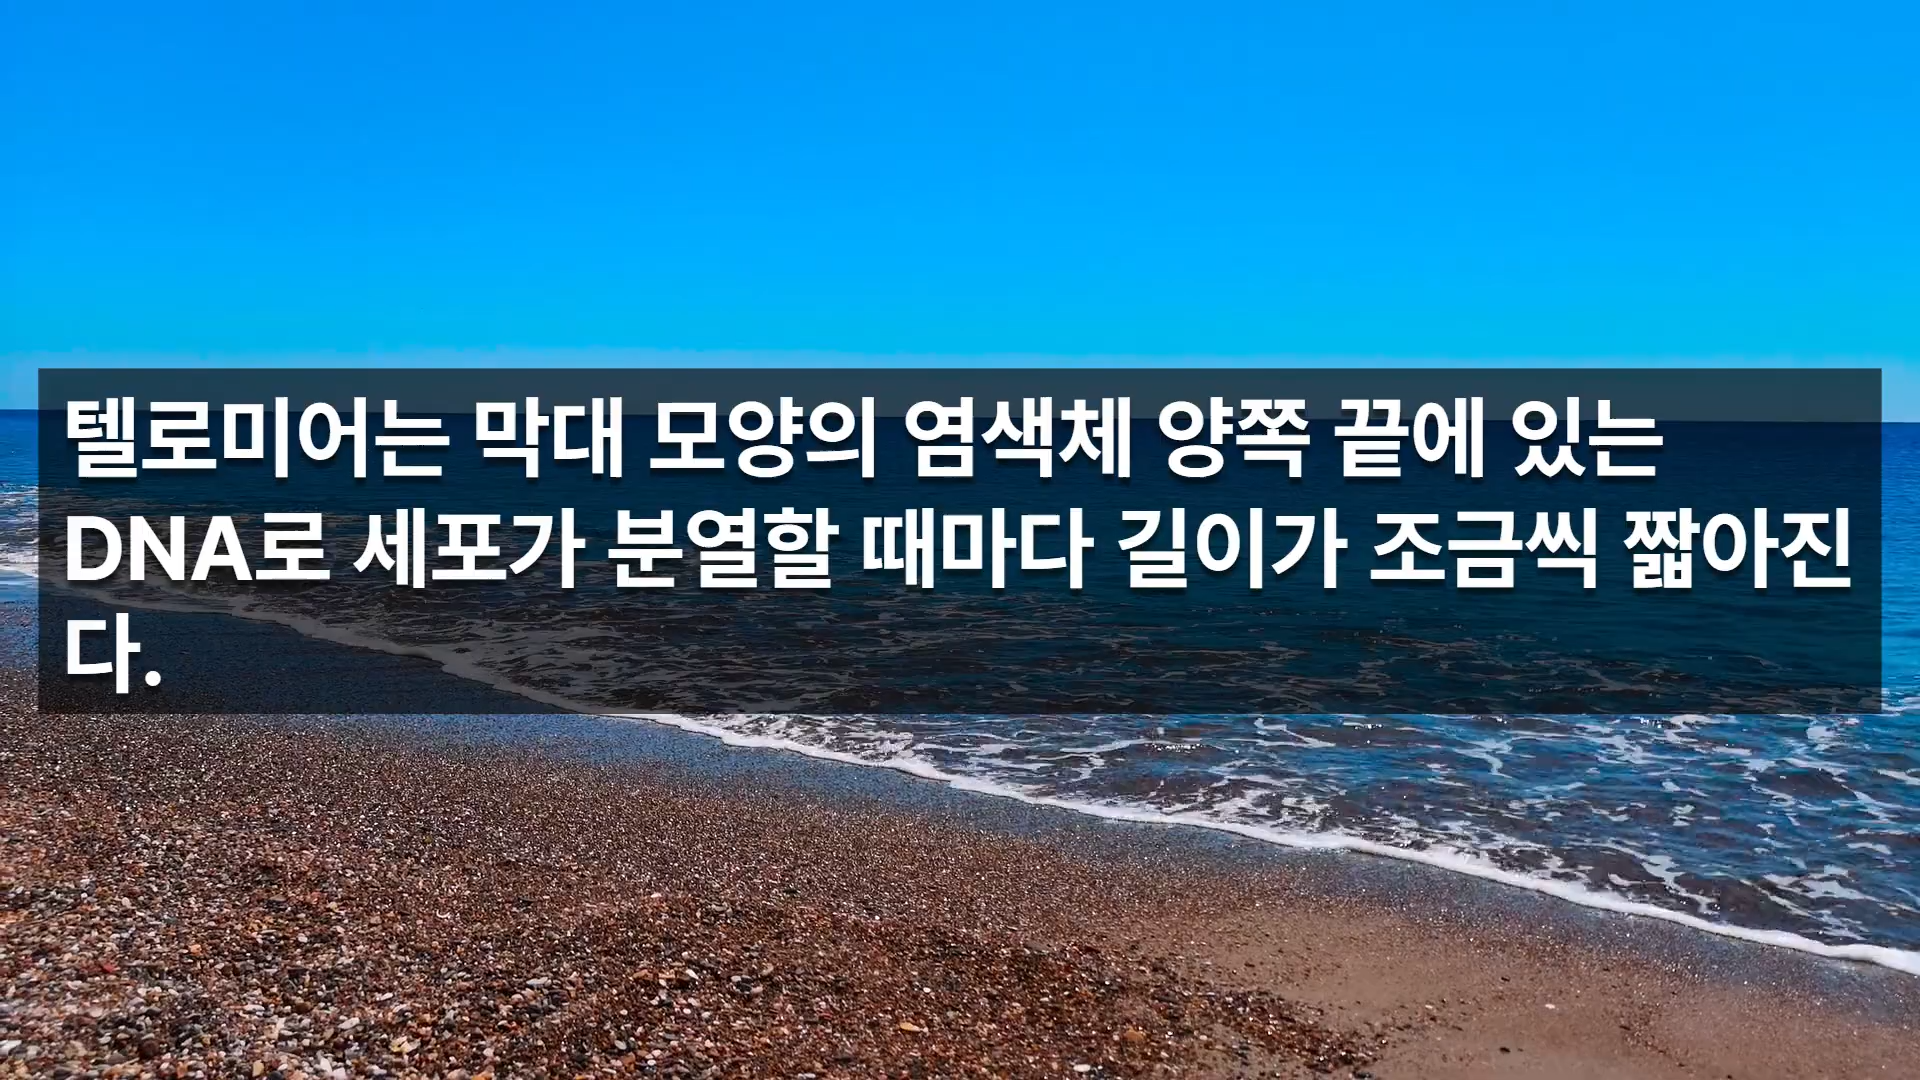 텔로미어는 막대 모양의 염색체 양쪽 끝에 있는
DNA로 세포가 분열할 때마다 길이가 조금씩 짧아진
다.